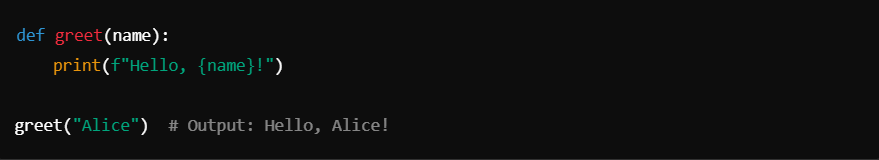 def greet(name):
    print(f"Hello, {name}!")
greet("Alice")  # Output: Hello, Alice!